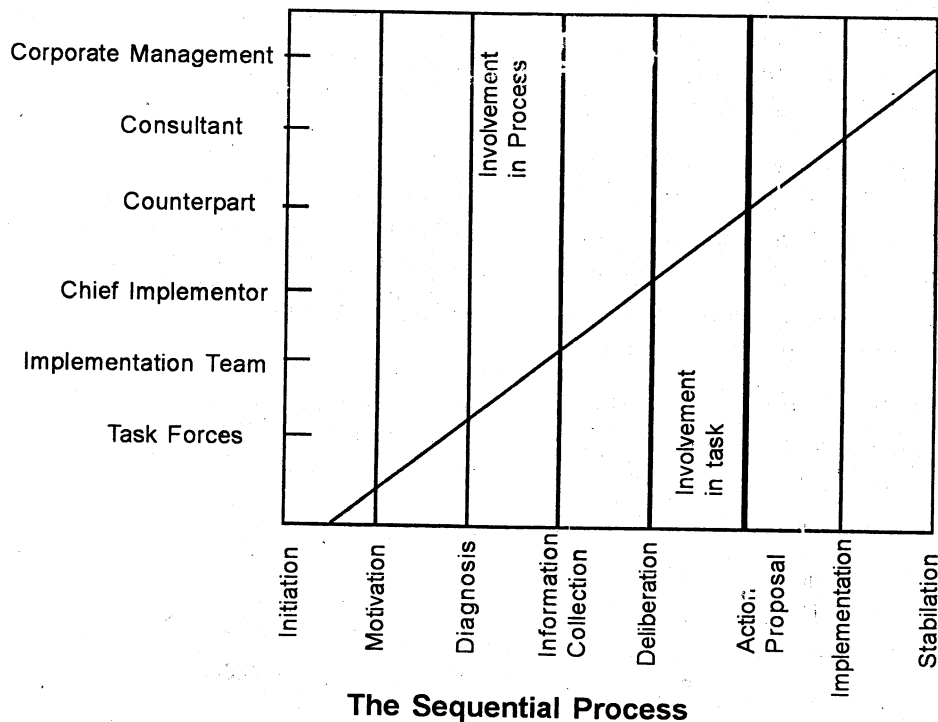 Corporate Management
Consultant
Counterpart
Chief Implementor
Implementation Team
Task Forces
Involvement
in Process
Involvement
in task
Initiation
Motivation
Diagnosis
Information
Collection
Deliberation
Action
Proposal
Implementation
Stabilation
The Sequential Process